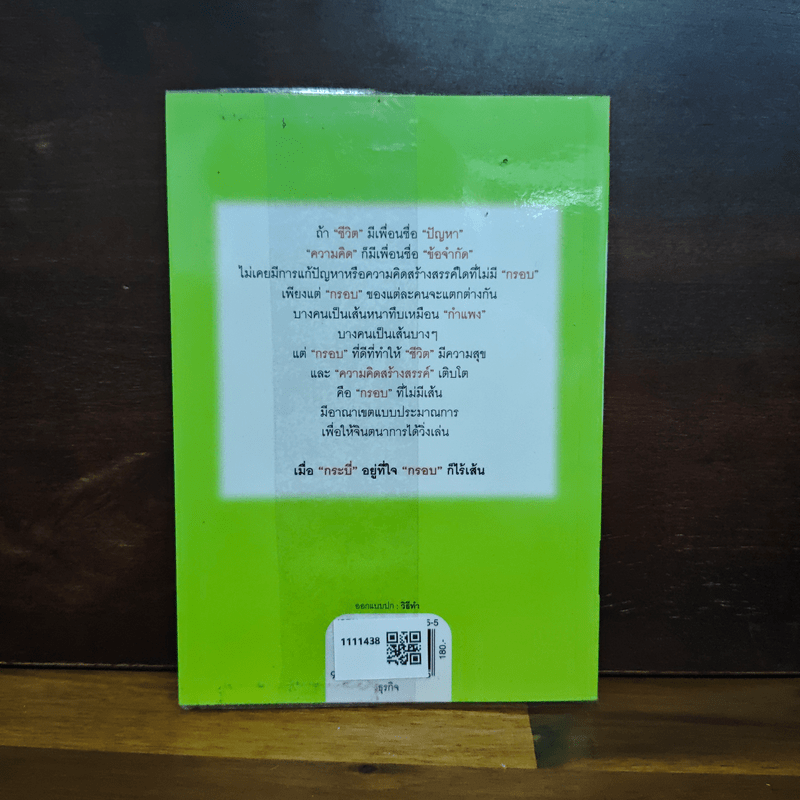 ถ้า "ชีวิต" มีเพื่อนชื่อ "ปัญหา"
"ความคิด" ก็มีเพื่อนชื่อ "ข้อจำกัด"
ไม่เคยมีการแก้ปัญหาหรือความคิดสร้างสรรค์ใดที่ไม่มี "กรอบ"
เพียงแต่ "กรอบ" ของแต่ละคนจะแตกต่างกัน
บางคนเป็นเส้นหนาทึบเหมือน "กำแพง"
บางคนเป็นเส้นบางๆ
แต่ "กรอบ" ที่ดีที่ทำให้ "ชีวิต" มีความสุข
และ "ความคิดสร้างสรรค์" เติบโต
คือ "กรอบ" ที่ไม่มีเส้น
มีอาณาเขตแบบประมาณการ
เพื่อให้จินตนาการได้วิ่งเล่น
เมื่อ "กระบี่" อยู่ที่ใจ "กรอบ" ก็ไร้เส้น
ออกแบบปก : วิธีทำ
5-5
1111438
180.-
ธุรกิจ